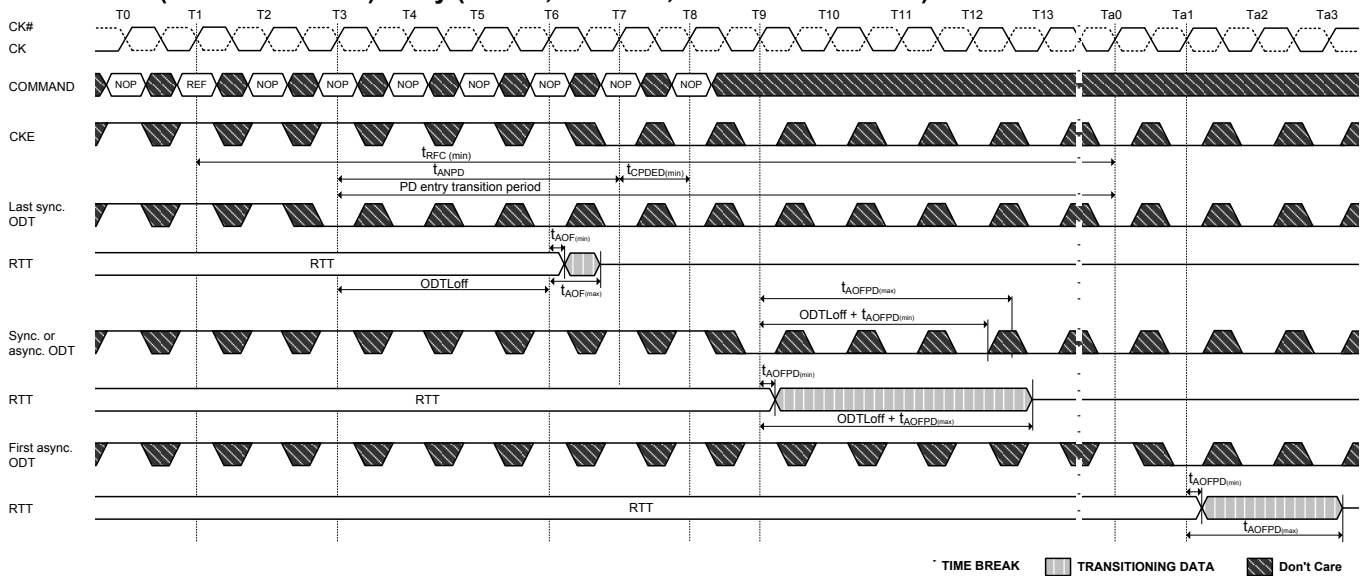 T0 T1 T2 T3 T4 T5 T6 T7 T8 T9 T10 T11 T12 T13 Ta0 Ta1 Ta2 Ta3
CK#
CK
COMMAND NOP REF NOP NOP NOP NOP NOP NOP NOP
CKE
tRFC (min)
tANPD tCPDED(min)
PD entry transition period
Last sync.
ODT
tAOF(min)
RTT RTT
ODTLoff tAOF(max)
tAOFPD(max)
ODTLoff + tAOFPD(min)
Sync. or
async. ODT
tAOFPD(min)
RTT RTT
ODTLoff + tAOFPD(max)
First async.
ODT
tAOFPD(min)
RTT RTT
tAOFPD(max)
TIME BREAK TRANSITIONING DATA Don't Care